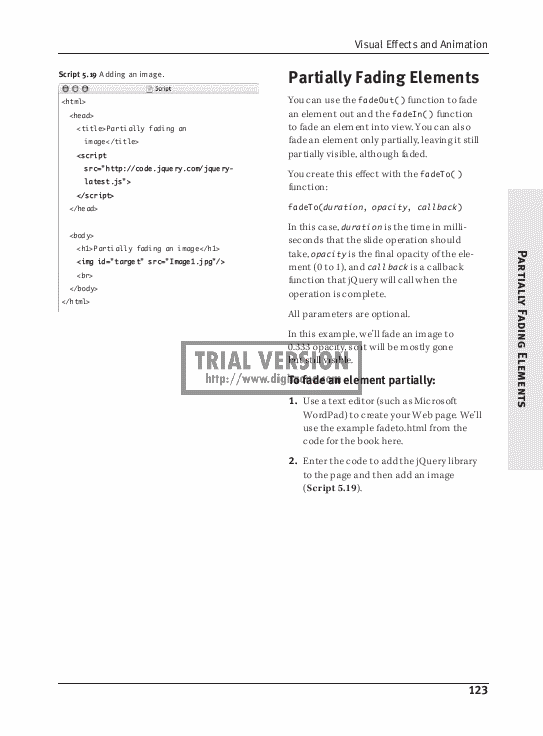 Visual Effects and Animation
Script 5.19 Adding an image.
Script
<html>
<head>
<title>Partially fading an
image</title>
<script
src="http://code.jquery.com/jquery-
latest.js">
</script>
</head>
<body>
<h1>Partially fading an image</h1>
<img id="target" src="Image1.jpg"/>
<br>
</body>
</html>
Partially Fading Elements
You can use the fadeOut() function to fade
an element out and the fadeIn() function
to fade an element into view. You can also
fade an element only partially, leaving it still
partially visible, although faded.
You create this effect with the fadeTo()
function:
fadeTo(duration, opacity, callback)
In this case, duration is the time in milli-
seconds that the slide operation should
take, opacity is the final opacity of the ele-
ment (0 to 1), and callback is a callback
function that jQuery will call when the
operation is complete.
All parameters are optional.
In this example, we'll fade an image to
0.333 opacity, so it will be mostly gone
but still visible.
TRIAL VERSION
To fade an element partially:
1. Use a text editor (such as Microsoft
WordPad) to create your Web page. We'll
use the example fadeto.html from the
code for the book here.
2. Enter the code to add the jQuery library
to the page and then add an image
(Script 5.19).
Partially Fading Elements
123